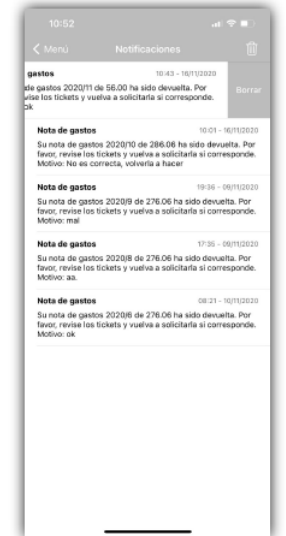 10:52
Menú
Notificaciones
gastos
10:43 - 16/11/2020
de gastos 2020/11 de 56.00 ha sido devuelta. Por
vise los tickets y vuelva a solicitarla si corresponde.
ok
Borrar
Nota de gastos
10:01 - 16/11/2020
Su nota de gastos 2020/10 de 286.06 ha sido devuelta. Por
favor, revise los tickets y vuelva a solicitarla si corresponde.
Motivo: No es correcta, volverla a hacer
Nota de gastos
19:36 - 09/11/2020
Su nota de gastos 2020/9 de 276.06 ha sido devuelta. Por
favor, revise los tickets y vuelva a solicitarla si corresponde.
Motivo: mal
Nota de gastos
17:35 - 09/11/2020
Su nota de gastos 2020/8 de 276.06 ha sido devuelta. Por
favor, revise los tickets y vuelva a solicitarla si corresponde.
Motivo: aa.
Nota de gastos
08:21 - 10/11/2020
Su nota de gastos 2020/6 de 276.06 ha sido devuelta. Por
favor, revise los tickets y vuelva a solicitarla si corresponde.
Motivo: ok